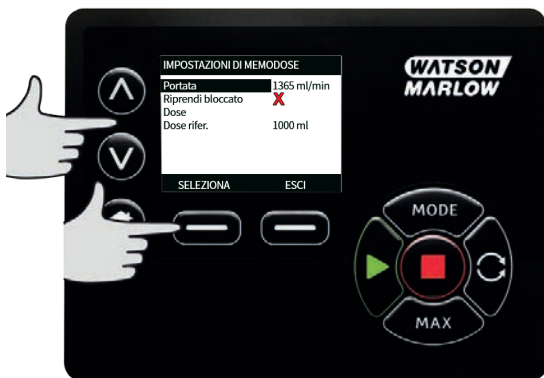 IMPOSTAZIONI DI MEMODOSE
Portata 1365 ml/min
Riprendi bloccato X
Dose
Dose rifer. 1000 ml
SELEZIONA ESCI
WATSON
MARLOW
MODE
MAX